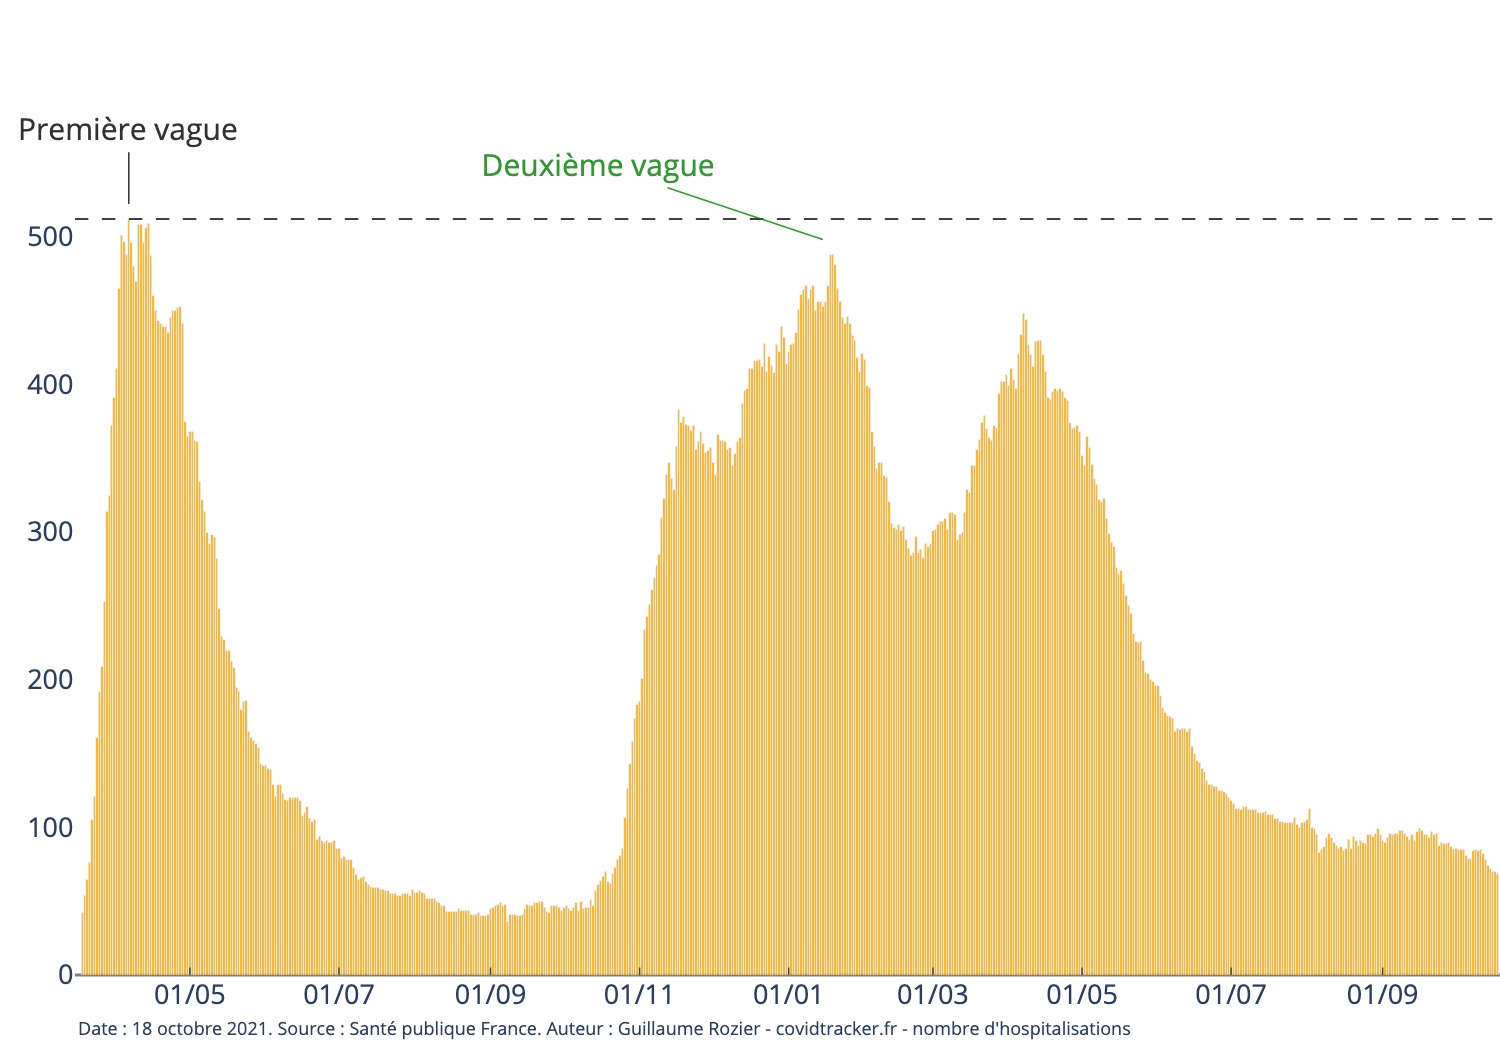 Première vague
Deuxième vague
500
400
300
200
100
0
01/05 01/07 01/09 01/11 01/01 01/03 01/05 01/07 01/09
Date : 18 octobre 2021. Source : Santé publique France. Auteur : Guillaume Rozier - covidtracker.fr - nombre d'hospitalisations